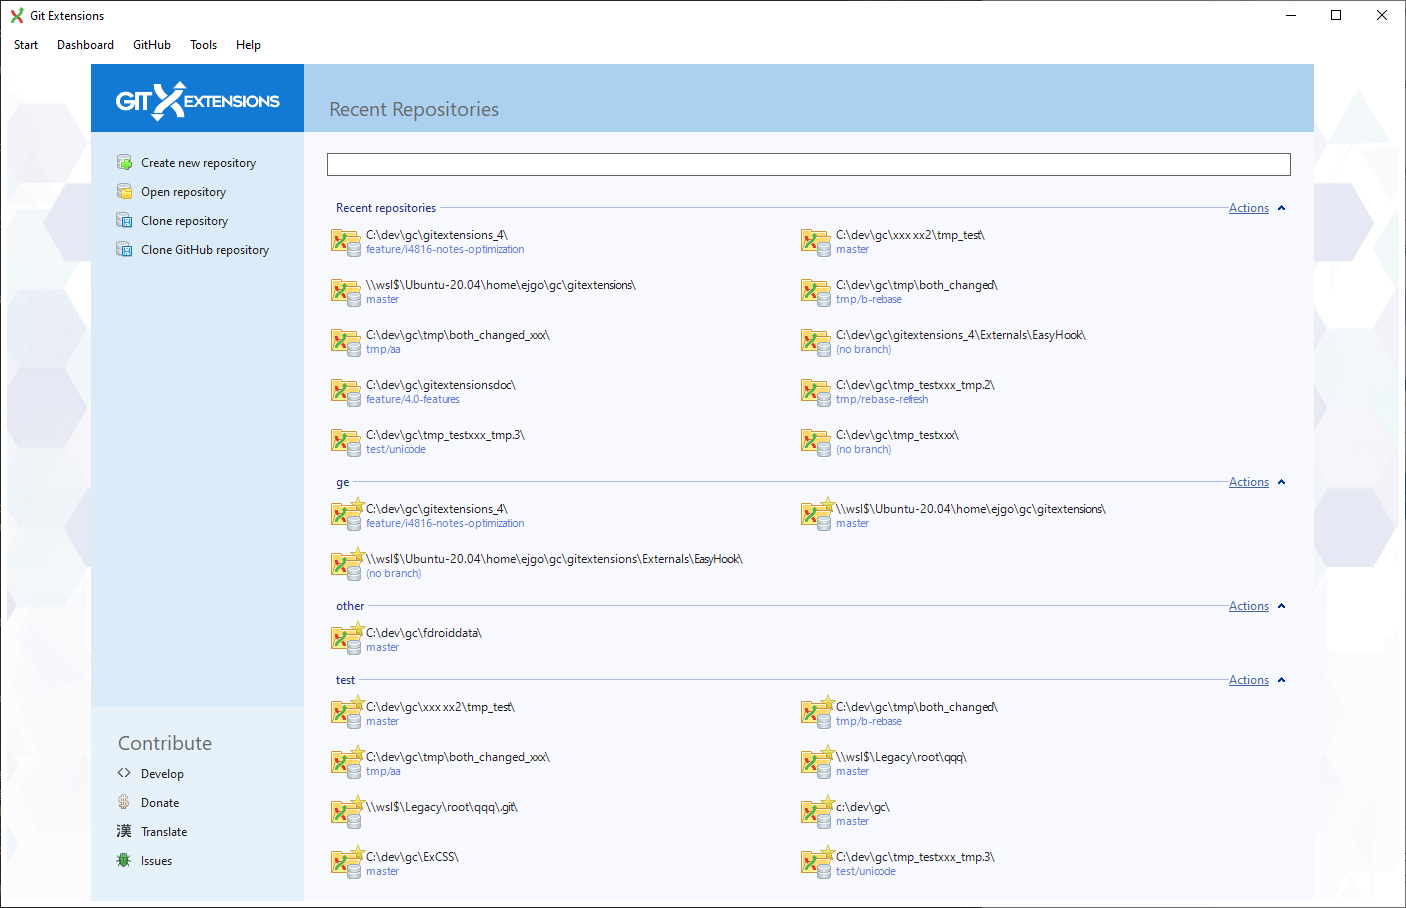 Git Extensions
Start Dashboard GitHub Tools Help
GIT EXTENSIONS
Recent Repositories
Create new repository
Open repository
Clone repository
Clone GitHub repository
Recent repositories Actions
C:\dev\gc\gitextensions_4\
feature/i4816-notes-optimization
C:\dev\gc\xxx xx2\tmp_test\
master
\\wsl$\Ubuntu-20.04\home\ejgo\gc\gitextensions\
master
C:\dev\gc\tmp\both_changed\
tmp/b-rebase
C:\dev\gc\tmp\both_changed_xxx\
tmp/aa
C:\dev\gc\gitextensions_4\Externals\EasyHook\
(no branch)
C:\dev\gc\gitextensionsdoc\
feature/4.0-features
C:\dev\gc\tmp_testxxx_tmp.2\
tmp/rebase-refresh
C:\dev\gc\tmp_testxxx_tmp.3\
test/unicode
C:\dev\gc\tmp_testxxx\
(no branch)
ge Actions
C:\dev\gc\gitextensions_4\
feature/i4816-notes-optimization
\\wsl$\Ubuntu-20.04\home\ejgo\gc\gitextensions\
master
\\wsl$\Ubuntu-20.04\home\ejgo\gc\gitextensions\Externals\EasyHook\
(no branch)
other Actions
C:\dev\gc\fdroiddata\
master
test Actions
C:\dev\gc\xxx xx2\tmp_test\
master
C:\dev\gc\tmp\both_changed\
tmp/b-rebase
C:\dev\gc\tmp\both_changed_xxx\
tmp/aa
\\wsl$\Legacy\root\qqq\
master
\\wsl$\Legacy\root\qqq\.git\
c:\dev\gc\
master
C:\dev\gc\ExCSS\
master
C:\dev\gc\tmp_testxxx_tmp.3\
test/unicode
Contribute
Develop
Donate
漢 Translate
Issues